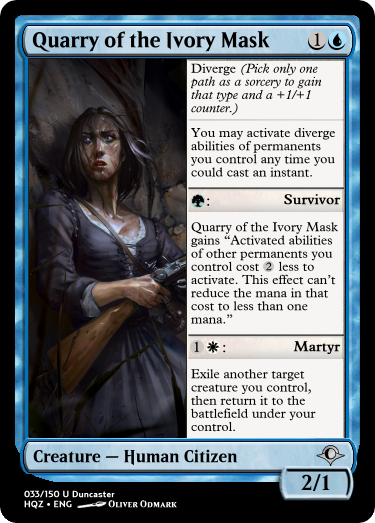 Quarry of the Ivory Mask 1
Diverge (Pick only one
path as a sorcery to gain
that type and a +1/+1
counter.)
You may activate diverge
abilities of permanents
you control any time you
could cast an instant.
: Survivor
Quarry of the Ivory Mask
gains “Activated abilities
of other permanents you
control cost 2 less to
activate. This effect can’t
reduce the mana in that
cost to less than one
mana.”
1 : Martyr
Exile another target
creature you control,
then return it to the
battlefield under your
control.
Creature — Human Citizen
2/1
033/150 U Duncaster
HQZ • ENG Oliver Odmark